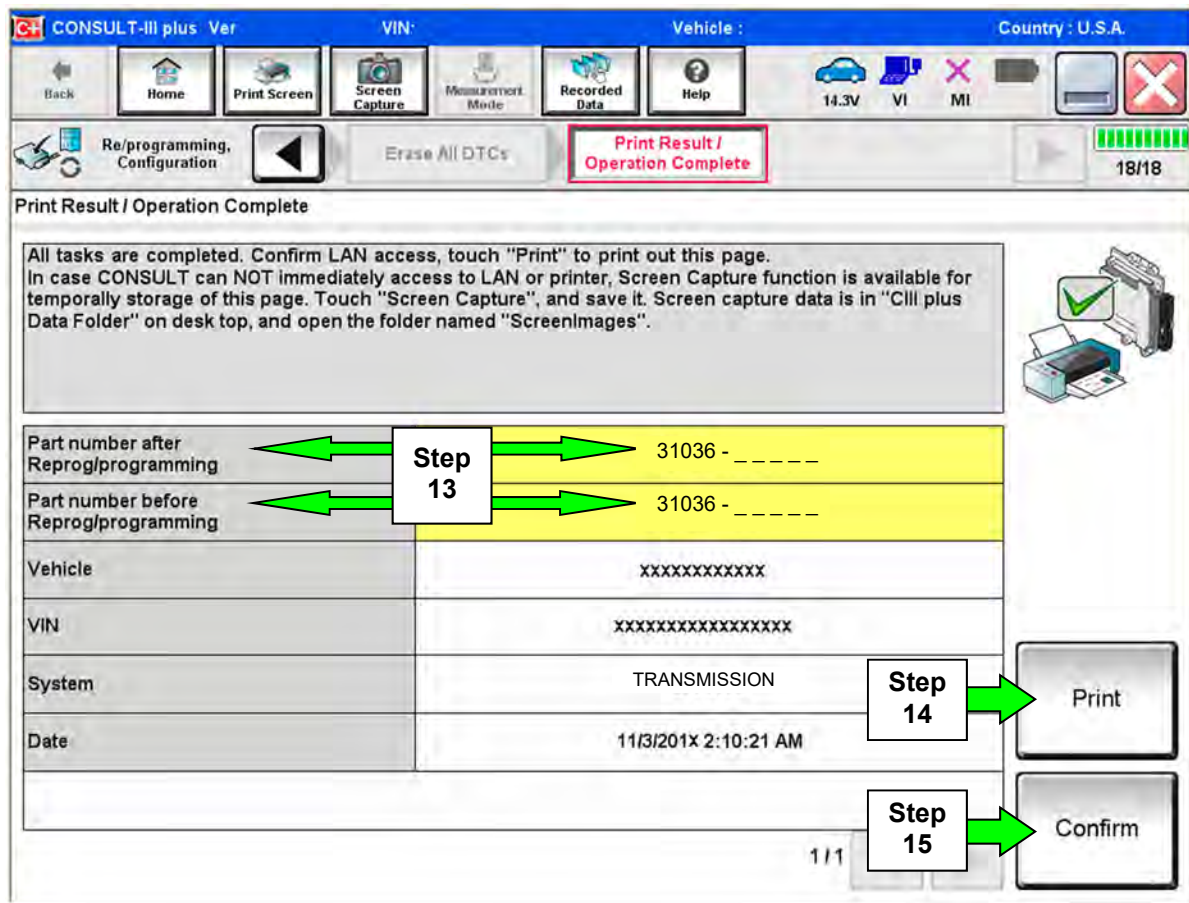 C+ CONSULT-III plus Ver VIN: Vehicle : Country : U.S.A.
Back
Home
Print Screen
Screen
Capture
Measurement
Mode
Recorded
Data
Help
14.3V
VI
MI
Re/programming,
Configuration
Erase All DTCs
Print Result /
Operation Complete
18/18
Print Result / Operation Complete
All tasks are completed. Confirm LAN access, touch "Print" to print out this page.
In case CONSULT can NOT immediately access to LAN or printer, Screen Capture function is available for
temporally storage of this page. Touch "Screen Capture", and save it. Screen capture data is in "CIII plus
Data Folder" on desk top, and open the folder named "ScreenImages".
Part number after
Reprog/programming
31036 - _ _ _ _ _
Step
13
Part number before
Reprog/programming
31036 - _ _ _ _ _
Vehicle
xxxxxxxxxxxx
VIN
xxxxxxxxxxxxxxxxx
System
TRANSMISSION
Step
14
Print
Date
11/3/201X 2:10:21 AM
Step
15
Confirm
1/1